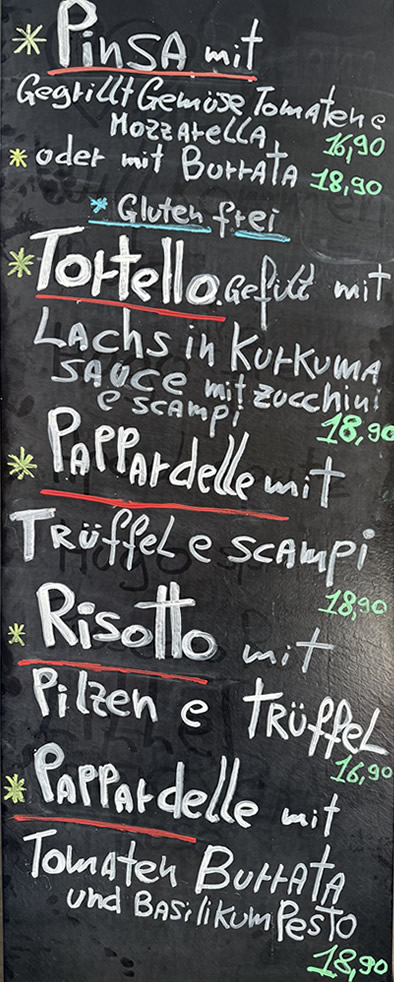 * Pinsa mit
Gegrillt Gemüse Tomaten e
Mozzarella 16,90
* oder mit Burrata 18,90
* Gluten frei
* Tortello. Gefült mit
Lachs in Kurkuma
Sauce mit zucchini
e scampi 18,90
* Pappardelle mit
Trüffel e scampi
18,90
* Risotto mit
Pilzen e trüffel
16,90
* Pappardelle mit
Tomaten Burrata
und Basilikum Pesto
18,90